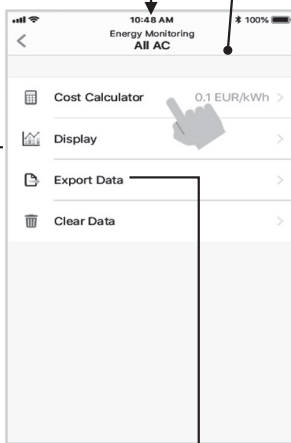 10:48 AM
100%
Energy Monitoring
All AC
Cost Calculator 0.1 EUR/kWh
Display
Export Data
Clear Data